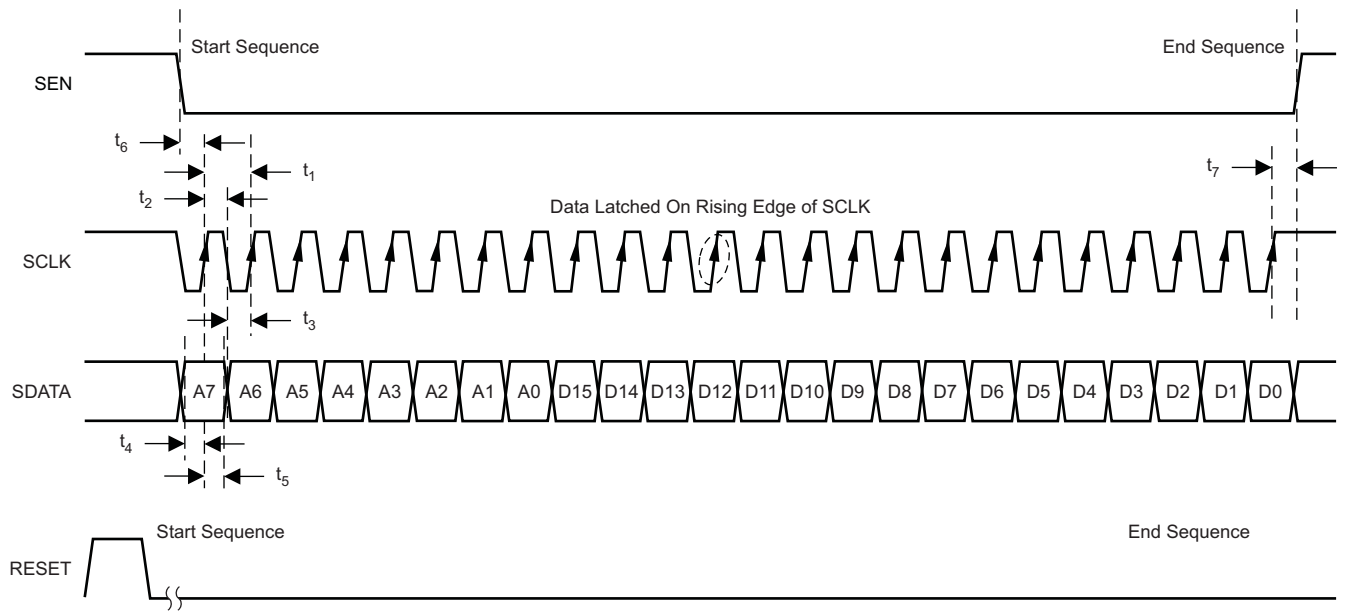 Start Sequence
End Sequence
SEN
t6
t1
t7
t2
Data Latched On Rising Edge of SCLK
SCLK
t3
SDATA
A7 A6 A5 A4 A3 A2 A1 A0 D15 D14 D13 D12 D11 D10 D9 D8 D7 D6 D5 D4 D3 D2 D1 D0
t4
t5
Start Sequence
End Sequence
RESET